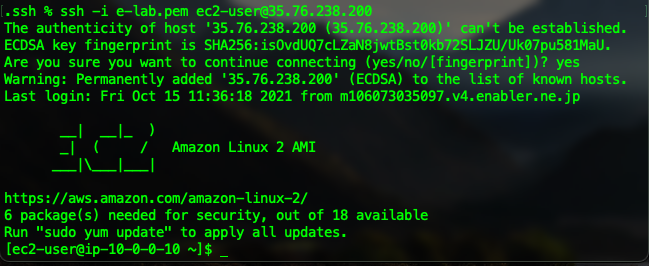 .ssh % ssh -i e-lab.pem ec2-user@35.76.238.200
The authenticity of host '35.76.238.200 (35.76.238.200)' can't be established.
ECDSA key fingerprint is SHA256:isOvdUQ7cLZaN8jwtBst0kb72SLJZU/Uk07pu581MaU.
Are you sure you want to continue connecting (yes/no/[fingerprint])? yes
Warning: Permanently added '35.76.238.200' (ECDSA) to the list of known hosts.
Last login: Fri Oct 15 11:36:18 2021 from m106073035097.v4.enabler.ne.jp
       __|  __|_  )
       _|  (     /   Amazon Linux 2 AMI
      ___|\___|___|
https://aws.amazon.com/amazon-linux-2/
6 package(s) needed for security, out of 18 available
Run "sudo yum update" to apply all updates.
[ec2-user@ip-10-0-0-10 ~]$ _